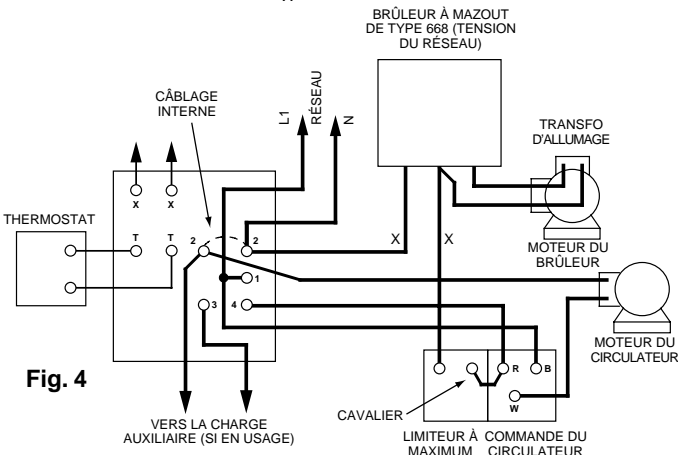 BRÛLEUR À MAZOUT
DE TYPE 668 (TENSION
DU RÉSEAU)
CÂBLAGE
INTERNE
L1
RÉSEAU
N
TRANSFO
D'ALLUMAGE
X
X
THERMOSTAT
T
T
2
2
X
X
MOTEUR DU
BRÛLEUR
1
3
4
R
B
W
MOTEUR DU
CIRCULATEUR
Fig. 4
CAVALIER
VERS LA CHARGE
AUXILIAIRE (SI EN USAGE)
LIMITEUR À
MAXIMUM
COMMANDE DU
CIRCULATEUR